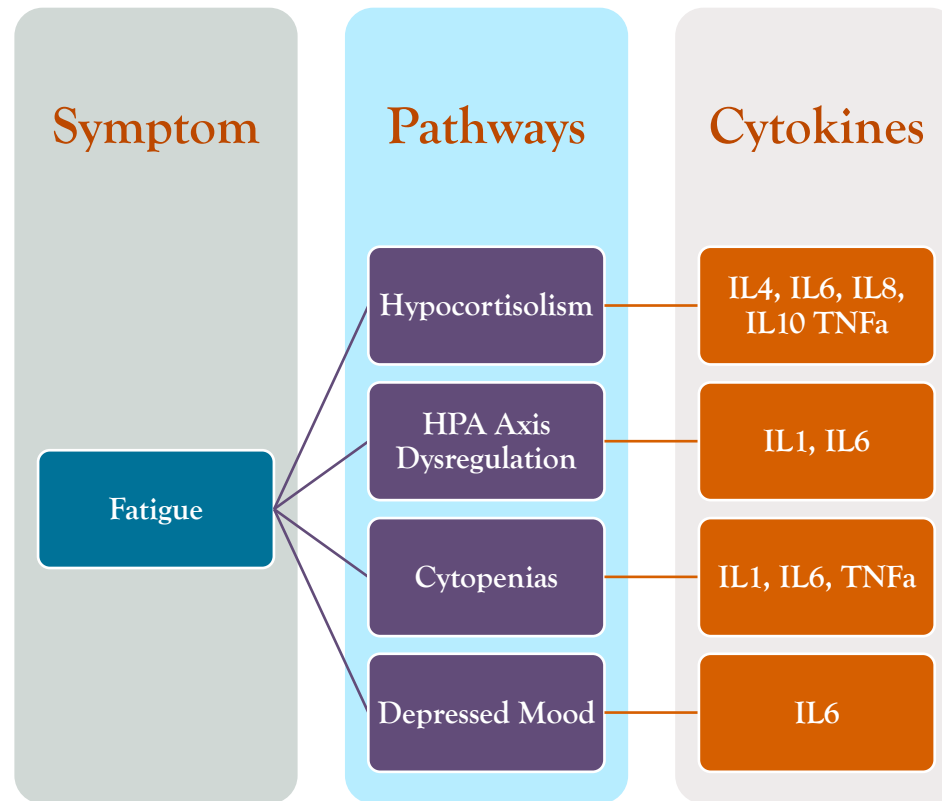 Symptom
Pathways
Cytokines
Fatigue
Hypocortisolism
IL4, IL6, IL8,
IL10 TNFa
HPA Axis
Dysregulation
IL1, IL6
Cytopenias
IL1, IL6, TNFa
Depressed Mood
IL6